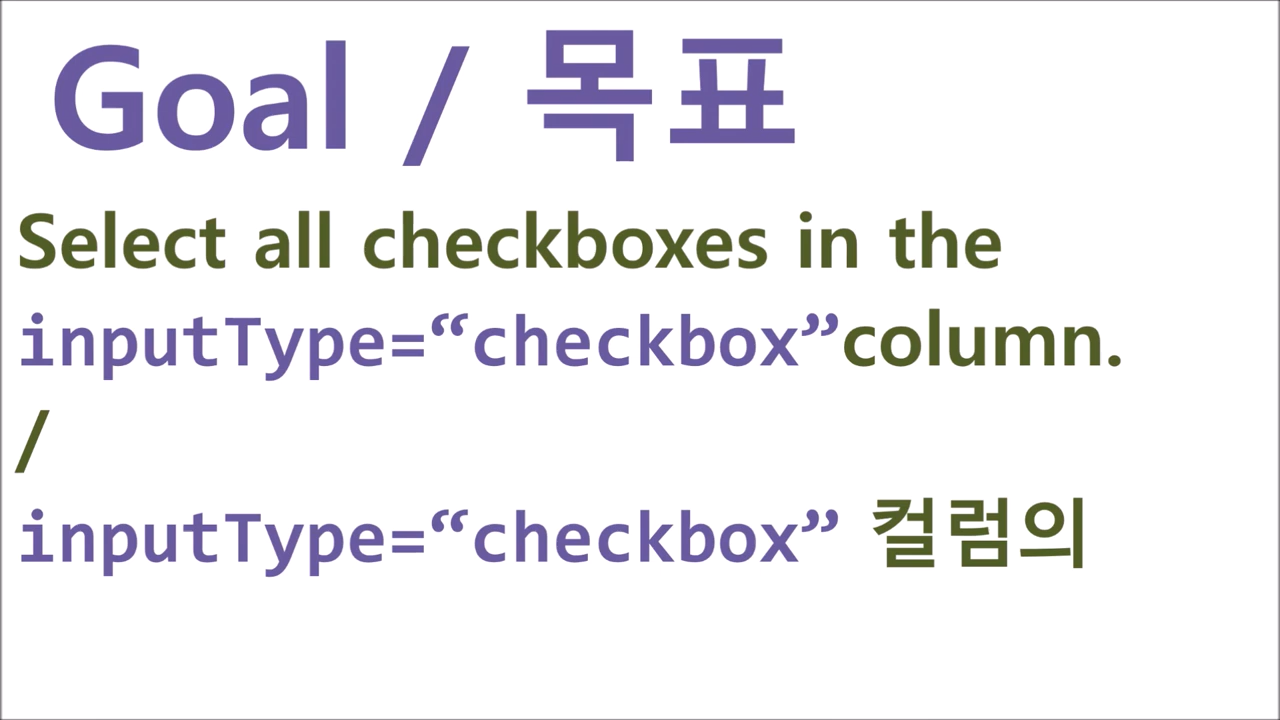 Goal / 목표
Select all checkboxes in the
inputType=“checkbox”column.
/
inputType=“checkbox” 컬럼의